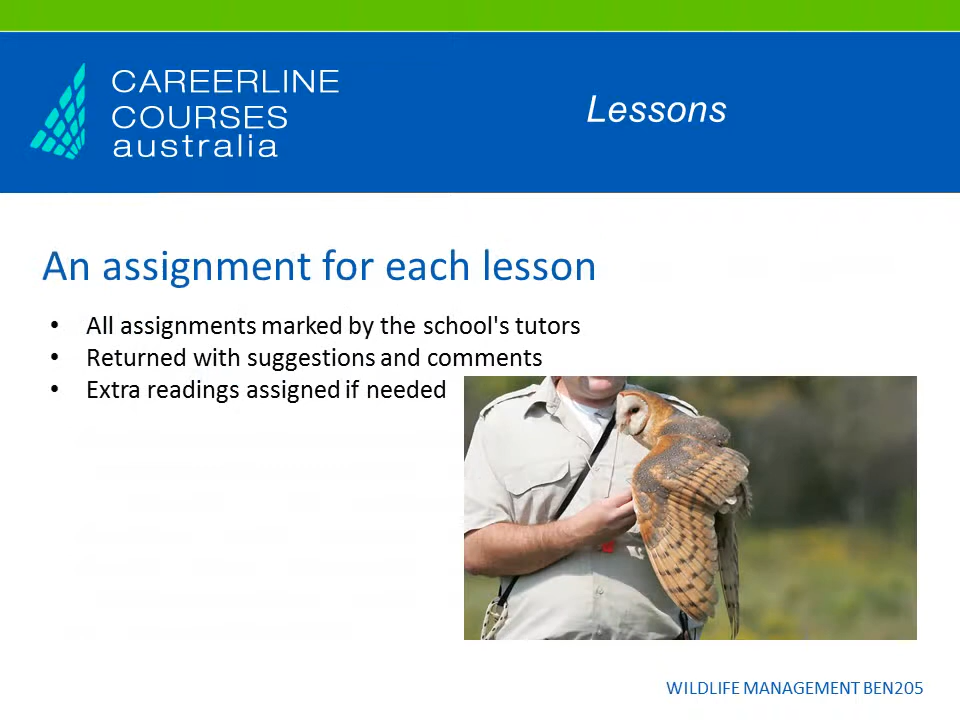 CAREERLINE
COURSES
australia
Lessons
An assignment for each lesson
• All assignments marked by the school's tutors
• Returned with suggestions and comments
• Extra readings assigned if needed
WILDLIFE MANAGEMENT BEN205